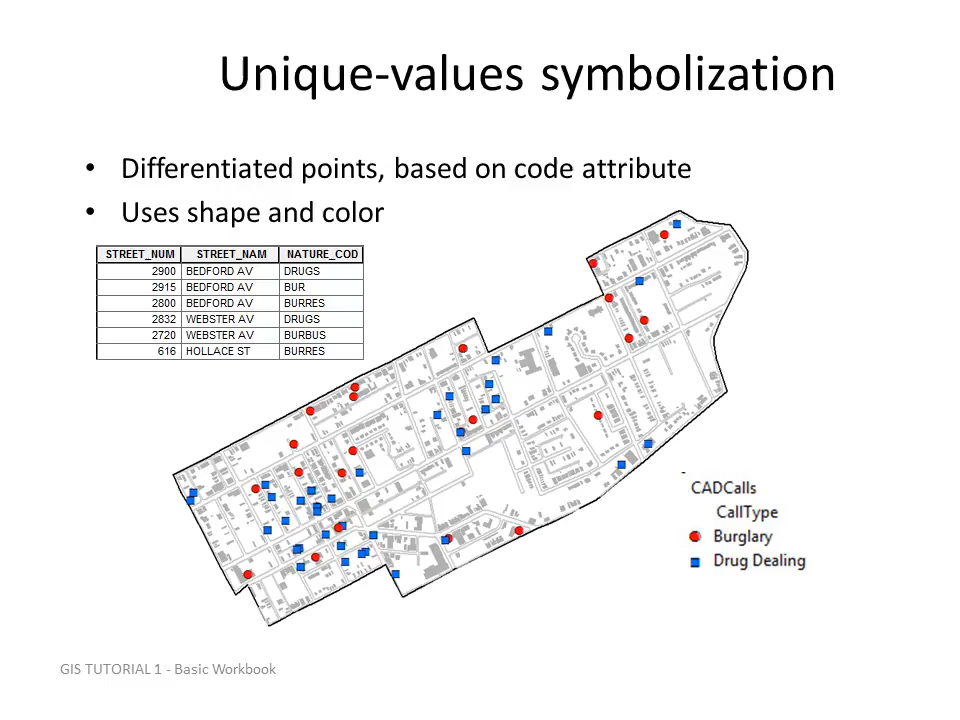 Unique-values symbolization
• Differentiated points, based on code attribute
• Uses shape and color
STREET_NUM STREET_NAM NATURE_COD
2900 BEDFORD AV DRUGS
2915 BEDFORD AV BUR
2800 BEDFORD AV BURRES
2832 WEBSTER AV DRUGS
2720 WEBSTER AV BURBUS
616 HOLLACE ST BURRES
CADCalls
CallType
Burglary
Drug Dealing
GIS TUTORIAL 1 - Basic Workbook